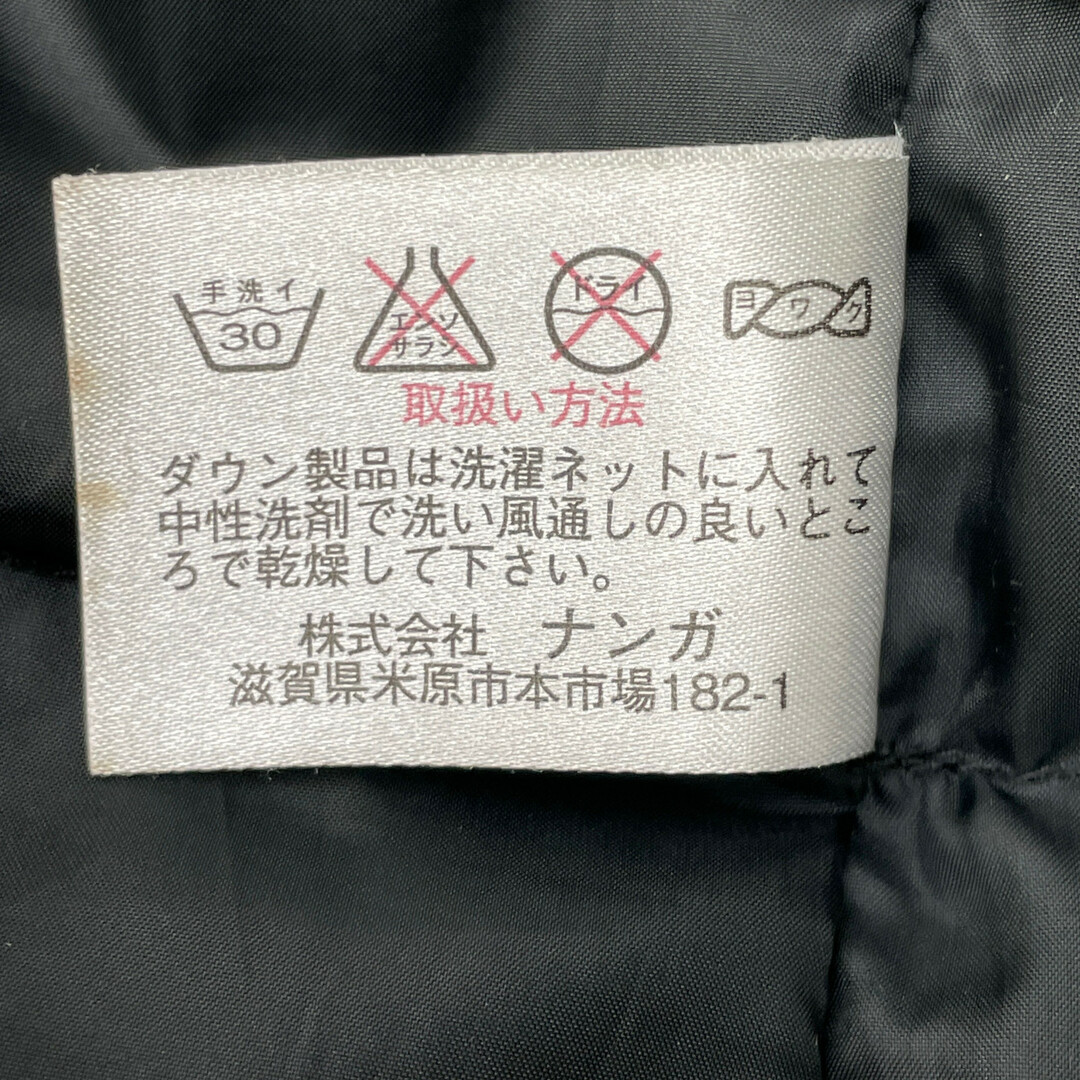 手洗イ
30
エンソ
サラシ
ドライ
ヨワク
取扱い方法
ダウン製品は洗濯ネットに入れて
中性洗剤で洗い風通しの良いとこ
ろで乾燥して下さい。
株式会社 ナンガ
滋賀県米原市本市場182-1